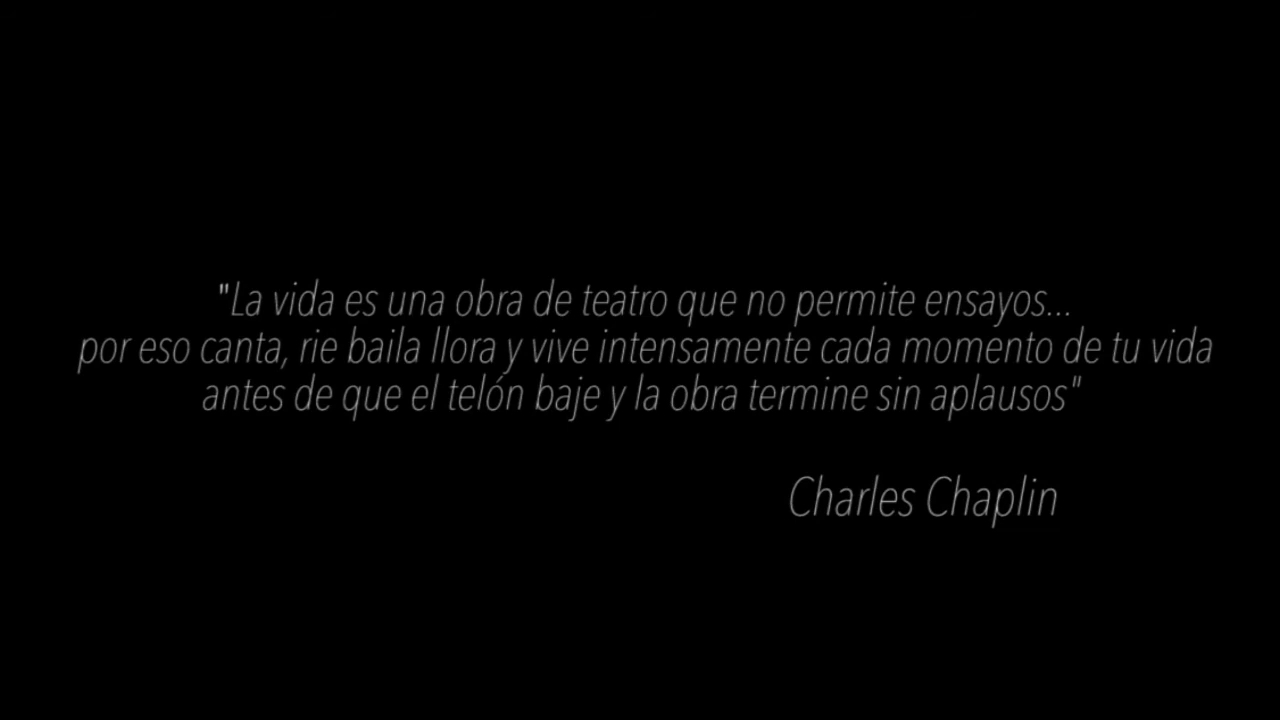 "La vida es una obra de teatro que no permite ensayos...
por eso canta, rie baila llora y vive intensamente cada momento de tu vida
antes de que el telón baje y la obra termine sin aplausos"
Charles Chaplin